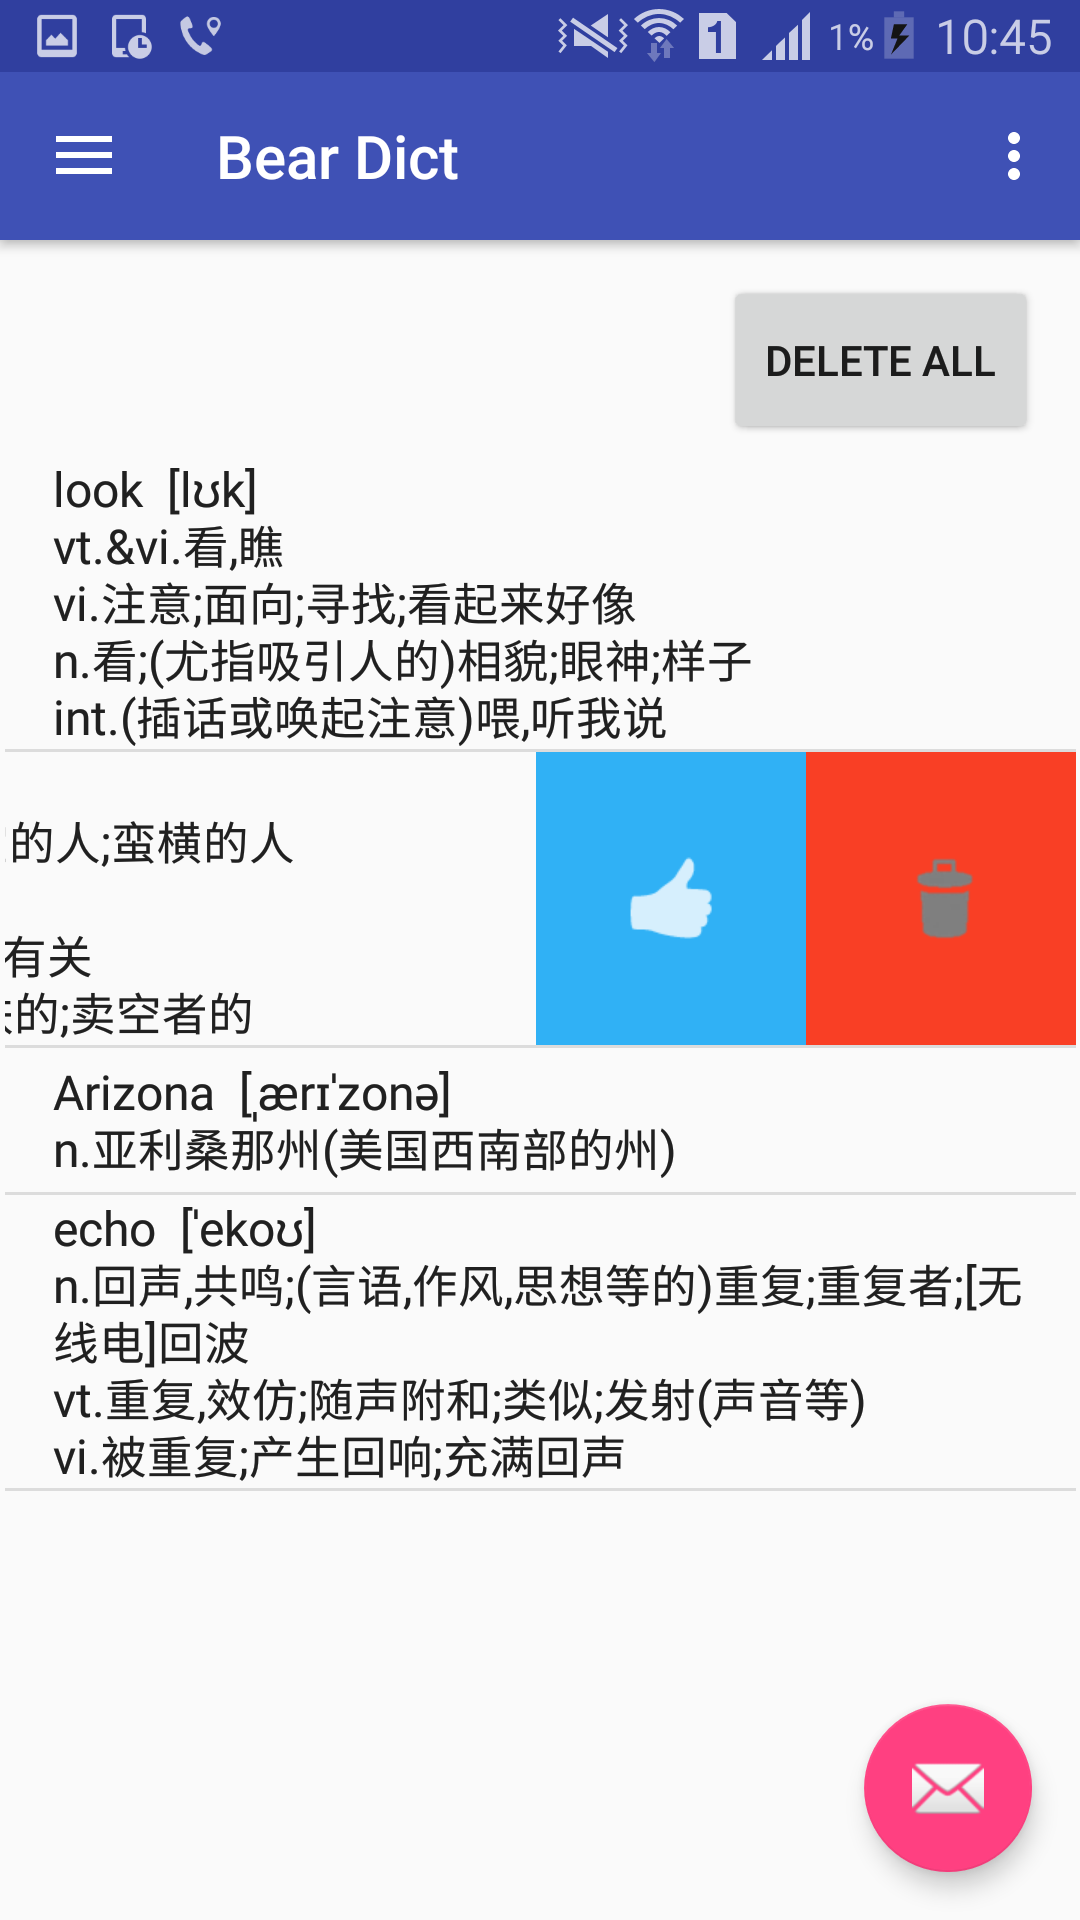 1% 10:45
Bear Dict
DELETE ALL
look [lʊk]
vt.&vi.看,瞧
vi.注意;面向;寻找;看起来好像
n.看;(尤指吸引人的)相貌;眼神;样子
int.(插话或唤起注意)喂,听我说
的人;蛮横的人
有关
的;卖空者的
Arizona [ˌærɪˈzonə]
n.亚利桑那州(美国西南部的州)
echo [ˈekoʊ]
n.回声,共鸣;(言语,作风,思想等的)重复;重复者;[无
线电]回波
vt.重复,效仿;随声附和;类似;发射(声音等)
vi.被重复;产生回响;充满回声